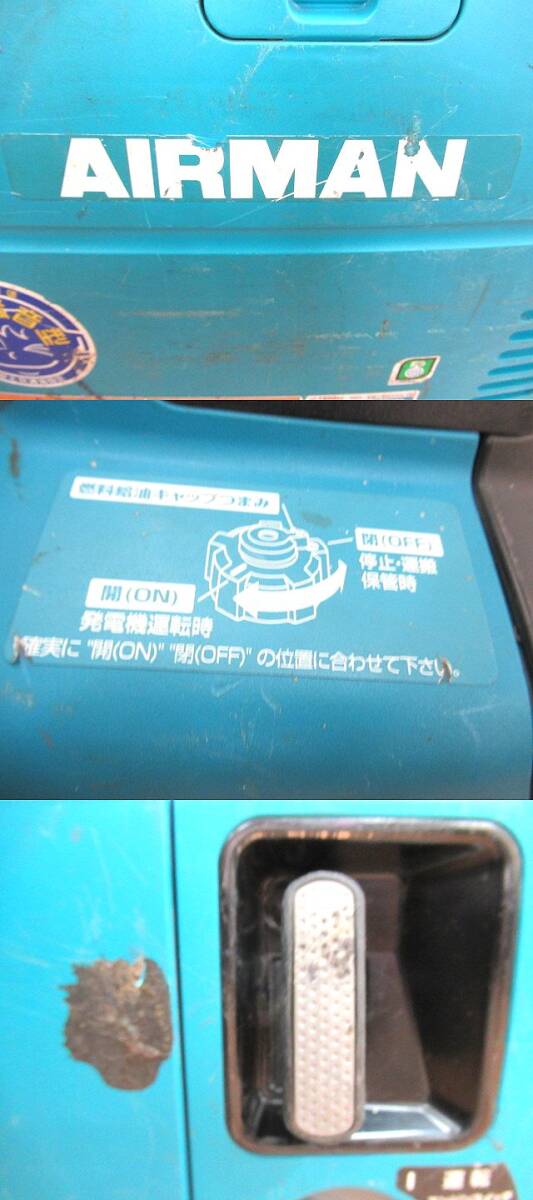 AIRMAN
燃料給油キャップつまみ
閉(OFF)
停止・運搬
保管時
開(ON)
発電機運転時
確実に"開(ON)" "閉(OFF)"の位置に合わせて下さい。
運転